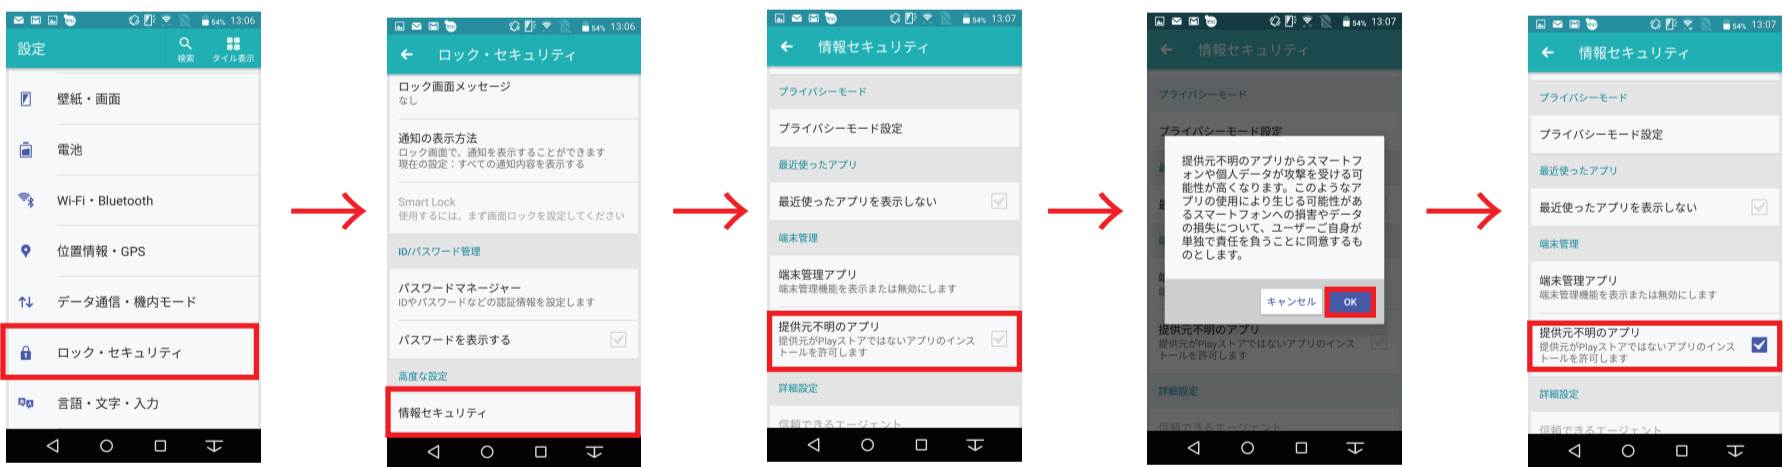 54% 13:06
設定
検索
タイル表示
壁紙・画面
電池
Wi-Fi・Bluetooth
位置情報・GPS
データ通信・機内モード
ロック・セキュリティ
言語・文字・入力
54% 13:06
ロック・セキュリティ
ロック画面メッセージ
なし
通知の表示方法
ロック画面で、通知を表示することができます
現在の設定：すべての通知内容を表示する
Smart Lock
使用するには、まず画面ロックを設定してください
ID/パスワード管理
パスワードマネージャー
IDやパスワードなどの認証情報を設定します
パスワードを表示する
高度な設定
情報セキュリティ
54% 13:07
情報セキュリティ
プライバシーモード
プライバシーモード設定
最近使ったアプリ
最近使ったアプリを表示しない
端末管理
端末管理アプリ
端末管理機能を表示または無効にします
提供元不明のアプリ
提供元がPlayストアではないアプリのインス
トールを許可します
詳細設定
信頼できるエージェント
54% 13:07
情報セキュリティ
プライバシーモード
プライバシーモード設定
提供元不明のアプリからスマートフ
ォンや個人データが攻撃を受ける可
能性が高くなります。このようなア
プリの使用により生じる可能性があ
るスマートフォンへの損害やデータ
の損失について、ユーザーご自身が
単独で責任を負うことに同意するも
のとします。
キャンセル
OK
提供元不明のアプリ
提供元がPlayストアではないアプリのインス
トールを許可します
詳細設定
信頼できるエージェント
54% 13:07
情報セキュリティ
プライバシーモード
プライバシーモード設定
最近使ったアプリ
最近使ったアプリを表示しない
端末管理
端末管理アプリ
端末管理機能を表示または無効にします
提供元不明のアプリ
提供元がPlayストアではないアプリのインス
トールを許可します
詳細設定
信頼できるエージェント